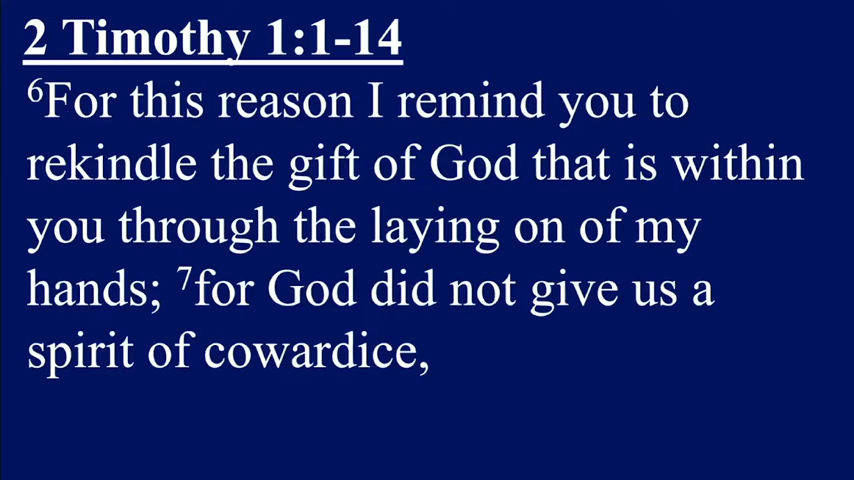 2 Timothy 1:1-14
⁶For this reason I remind you to
rekindle the gift of God that is within
you through the laying on of my
hands; ⁷for God did not give us a
spirit of cowardice,